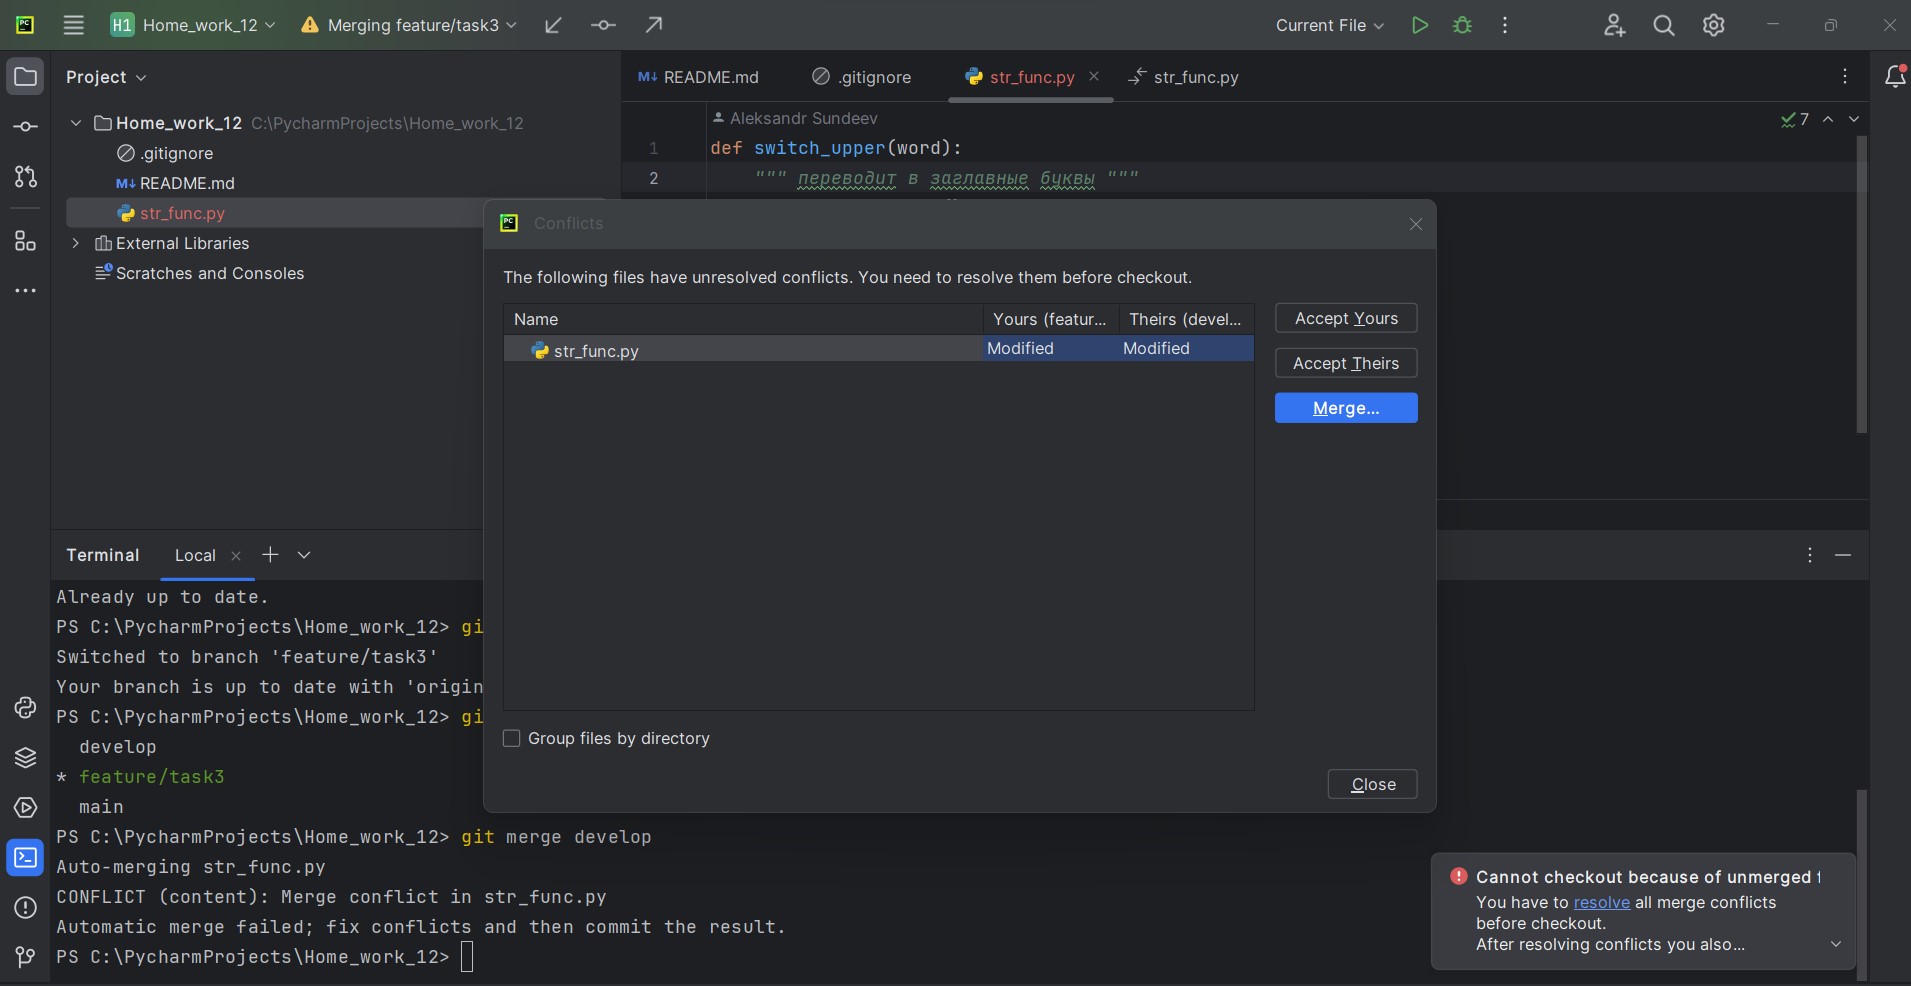 H1 Home_work_12 Merging feature/task3 Current File
Project
README.md .gitignore str_func.py str_func.py
Home_work_12 C:\PycharmProjects\Home_work_12
.gitignore
M↓ README.md
str_func.py
External Libraries
Scratches and Consoles
Aleksandr Sundeev
7
1 def switch_upper(word):
2 """ переводит в заглавные буквы """
Conflicts
The following files have unresolved conflicts. You need to resolve them before checkout.
Name Yours (featur... Theirs (devel...
str_func.py Modified Modified
Accept Yours
Accept Theirs
Merge...
Group files by directory
Close
Terminal Local
Already up to date.
PS C:\PycharmProjects\Home_work_12> gi
Switched to branch 'feature/task3'
Your branch is up to date with 'origin
PS C:\PycharmProjects\Home_work_12> gi
develop
* feature/task3
main
PS C:\PycharmProjects\Home_work_12> git merge develop
Auto-merging str_func.py
CONFLICT (content): Merge conflict in str_func.py
Automatic merge failed; fix conflicts and then commit the result.
PS C:\PycharmProjects\Home_work_12>
Cannot checkout because of unmerged f
You have to resolve all merge conflicts
before checkout.
After resolving conflicts you also...